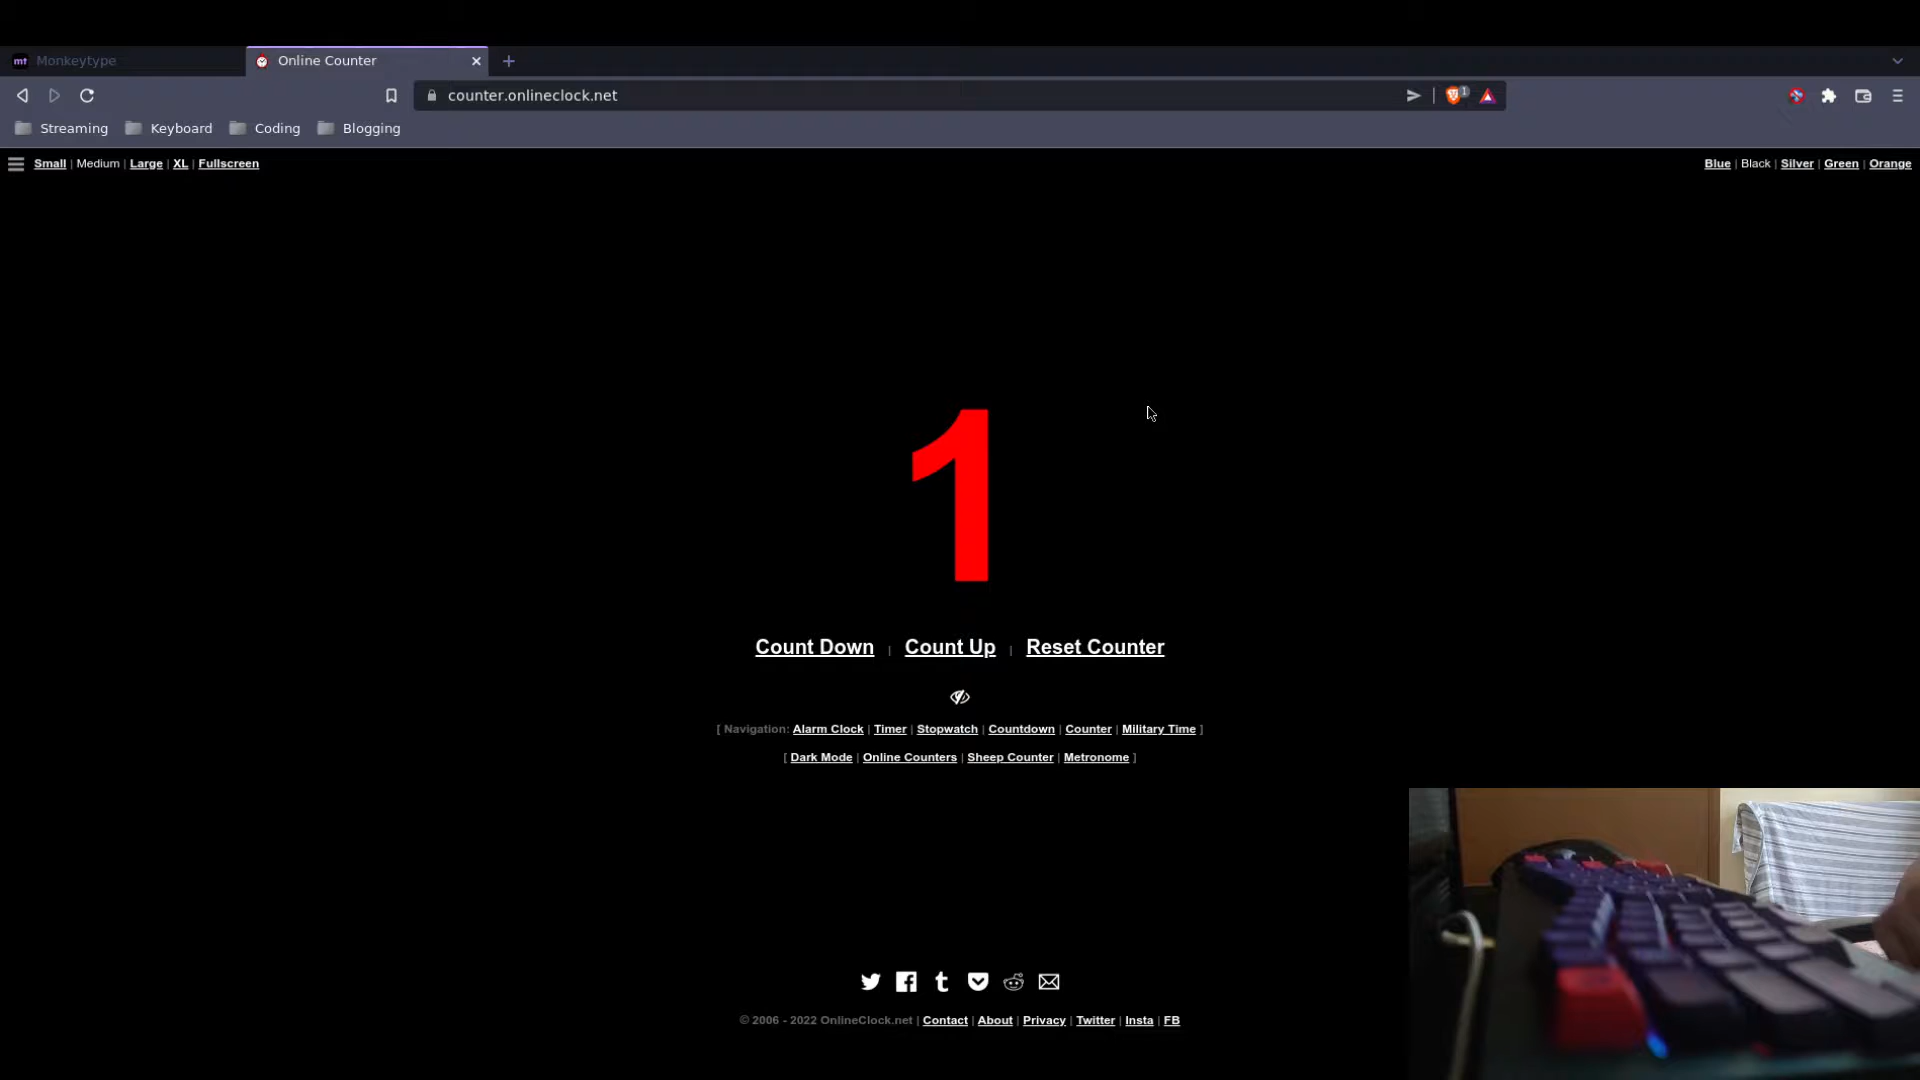 mt Monkeytype
Online Counter
counter.onlineclock.net
1
Streaming Keyboard Coding Blogging
Small | Medium | Large | XL | Fullscreen
Blue | Black | Silver | Green | Orange
1
Count Down | Count Up | Reset Counter
[ Navigation: Alarm Clock | Timer | Stopwatch | Countdown | Counter | Military Time ]
[ Dark Mode | Online Counters | Sheep Counter | Metronome ]
© 2006 - 2022 OnlineClock.net | Contact | About | Privacy | Twitter | Insta | FB